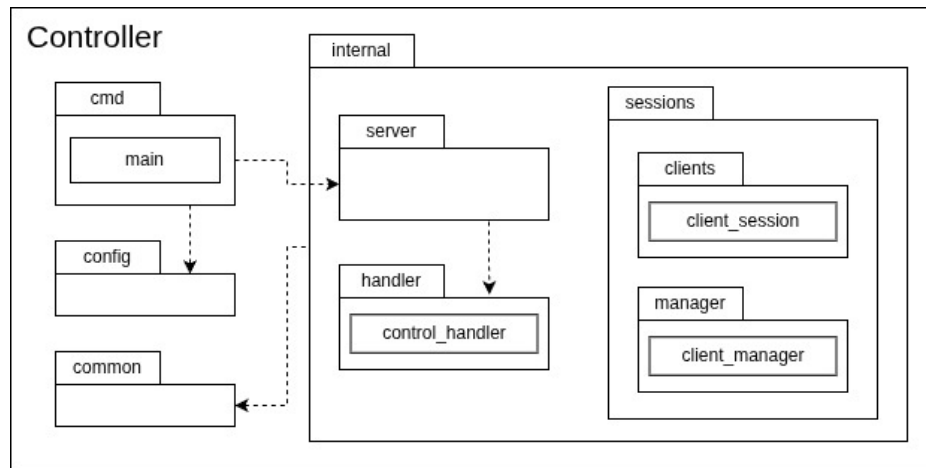 Controller
internal
cmd
main
config
common
server
handler
control_handler
sessions
clients
client_session
manager
client_manager